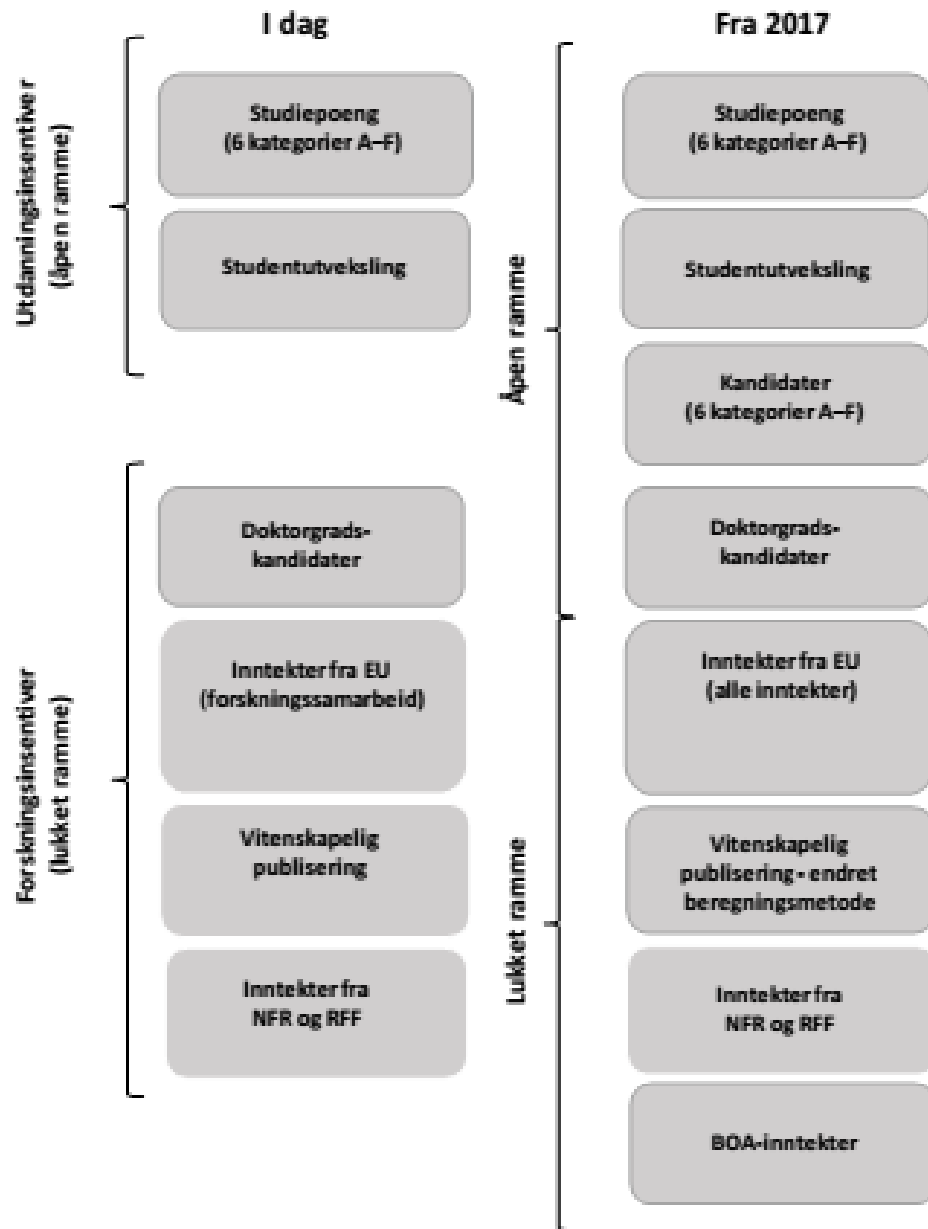 I dag
Utdanningsinsentiver
(åpen ramme)
Studiepoeng
(6 kategorier A–F)
Studentutveksling
Forskningsinsentiver
(lukket ramme)
Doktorgrads-
kandidater
Inntekter fra EU
(forskningssamarbeid)
Vitenskapelig
publisering
Inntekter fra
NFR og RFF
Fra 2017
Åpen ramme
Studiepoeng
(6 kategorier A–F)
Studentutveksling
Kandidater
(6 kategorier A–F)
Doktorgrads-
kandidater
Lukket ramme
Inntekter fra EU
(alle inntekter)
Vitenskapelig
publisering - endret
beregningsmetode
Inntekter fra
NFR og RFF
BOA-inntekter